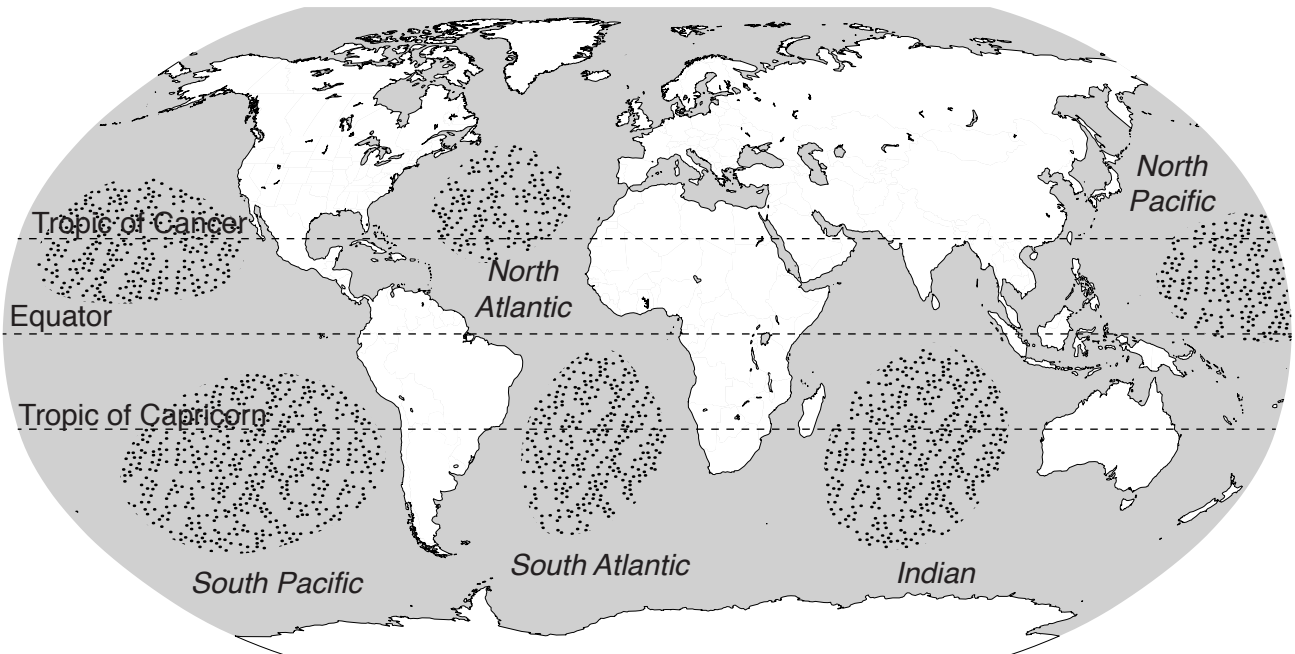 North
Pacific
Tropic of Cancer
North
Atlantic
Equator
Tropic of Capricorn
South Atlantic
Indian
South Pacific